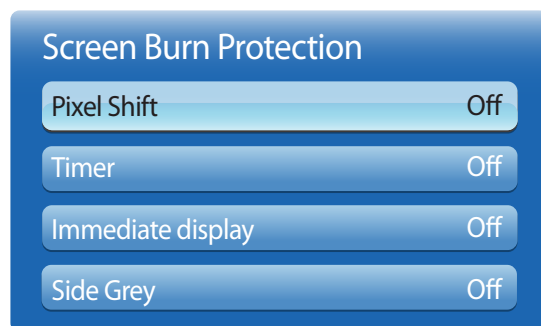 Screen Burn Protection
Pixel Shift Off
Timer Off
Immediate display Off
Side Grey Off